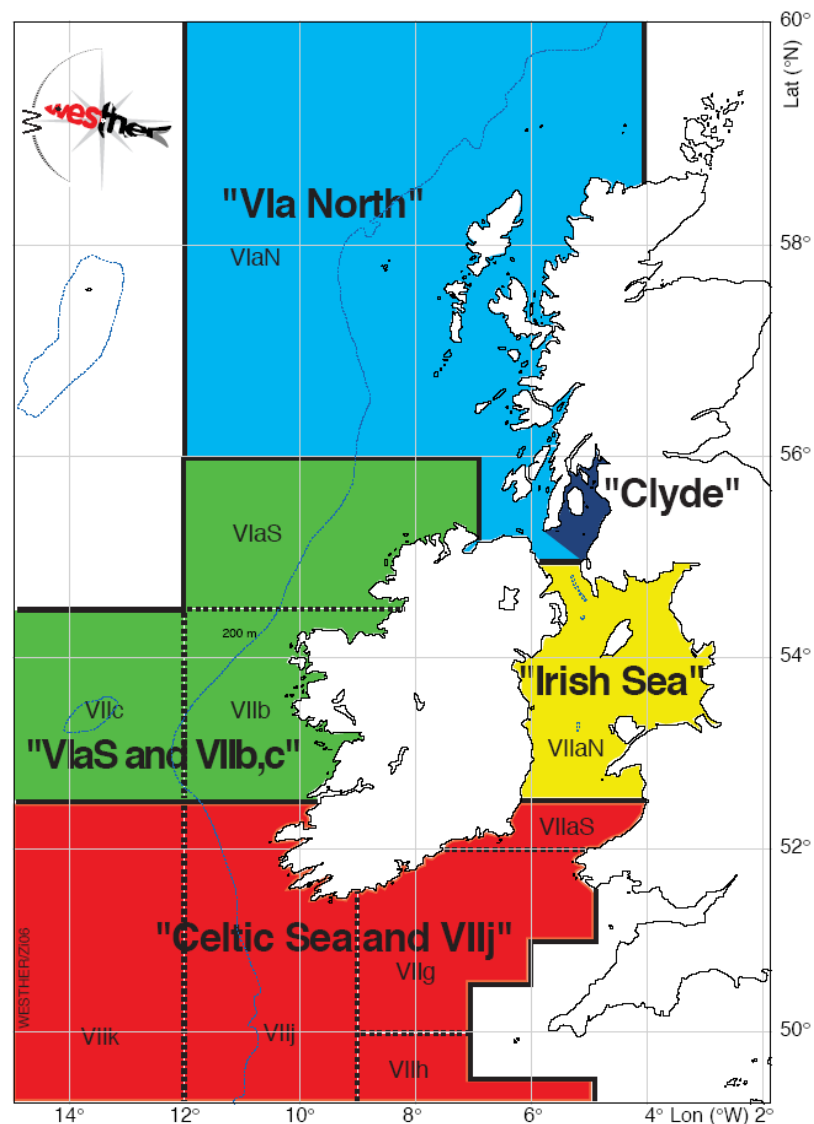 60°
Lat (°N)
westher
"VIa North"
VIaN
58°
56°
"Clyde"
VIaS
200 m
54°
"Irish Sea"
VIIc
VIIb
VIIaN
"VIaS and VIIb,c"
VIIaS
52°
"Celtic Sea and VIIj"
VIIg
WESTHER/Zi06
VIIk
VIIj
50°
VIIh
14°
12°
10°
8°
6°
4°
Lon (°W)
2°